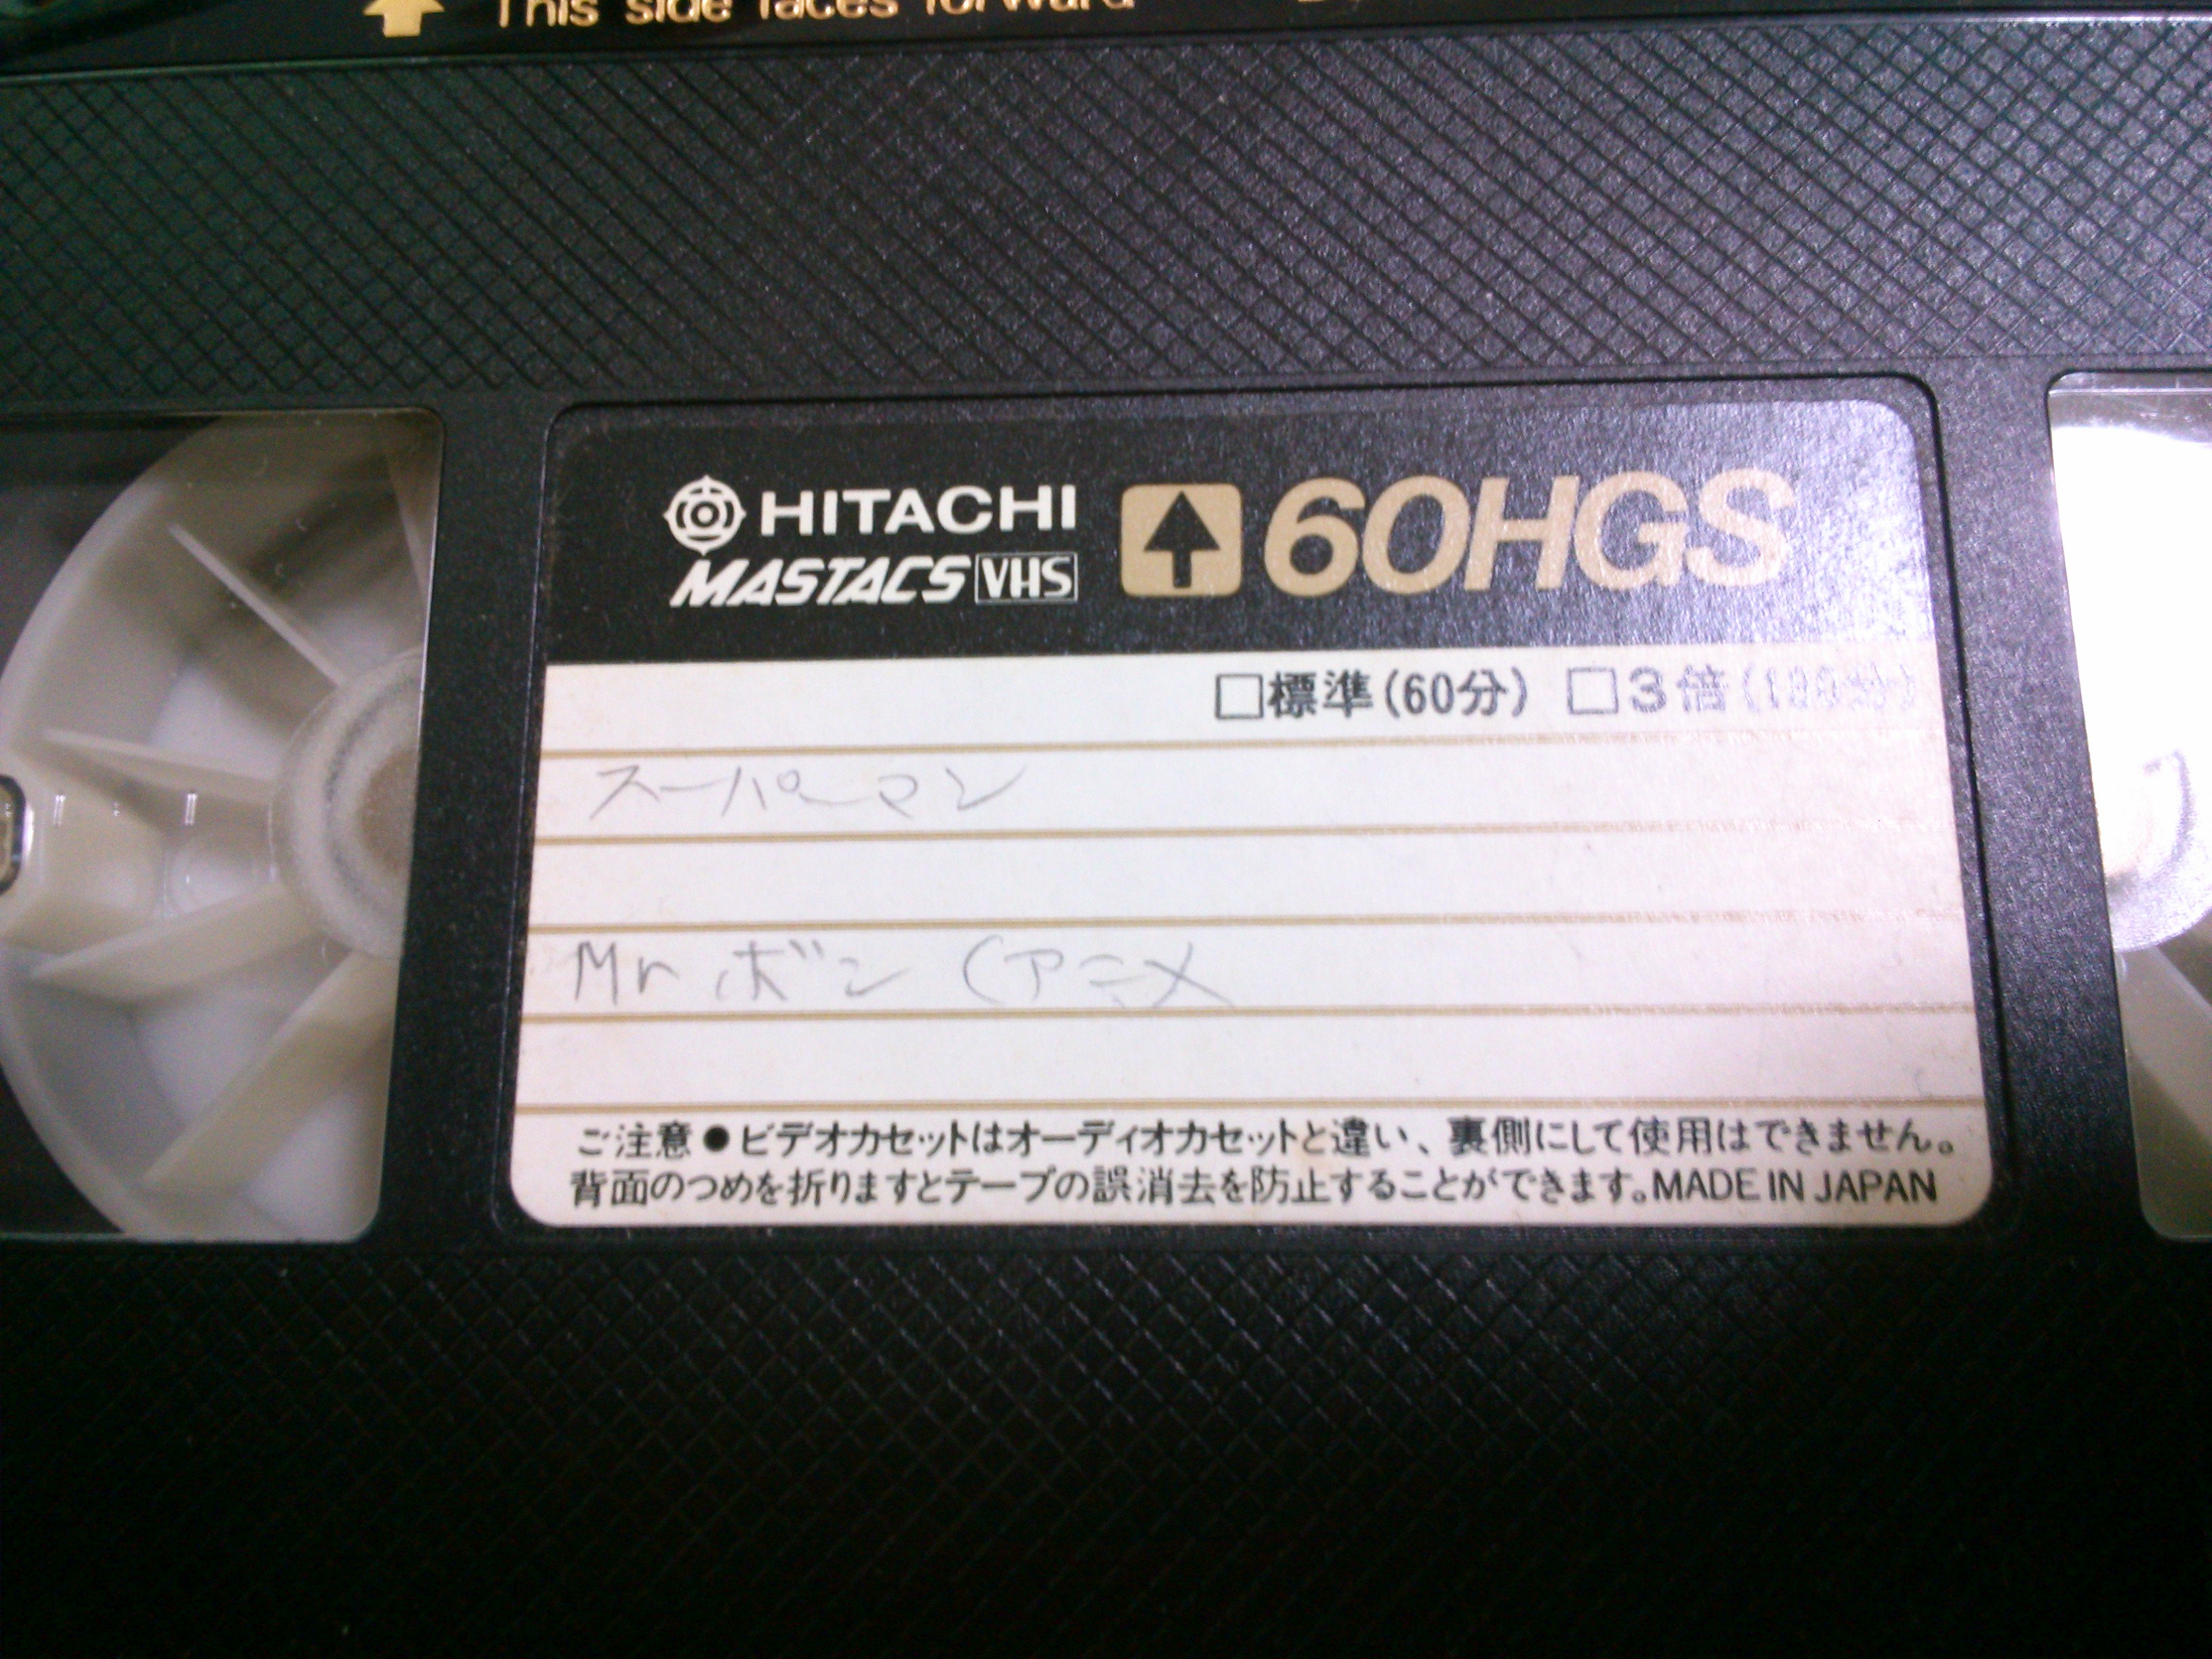 This side faces forward
HITACHI
MASTACS VHS
60HGS
□標準(60分) □3倍(180分)
スーパーマン
Mr ボン (アニメ
ご注意●ビデオカセットはオーディオカセットと違い、裏側にして使用はできません。
背面のつめを折りますとテープの誤消去を防止することができます。MADE IN JAPAN